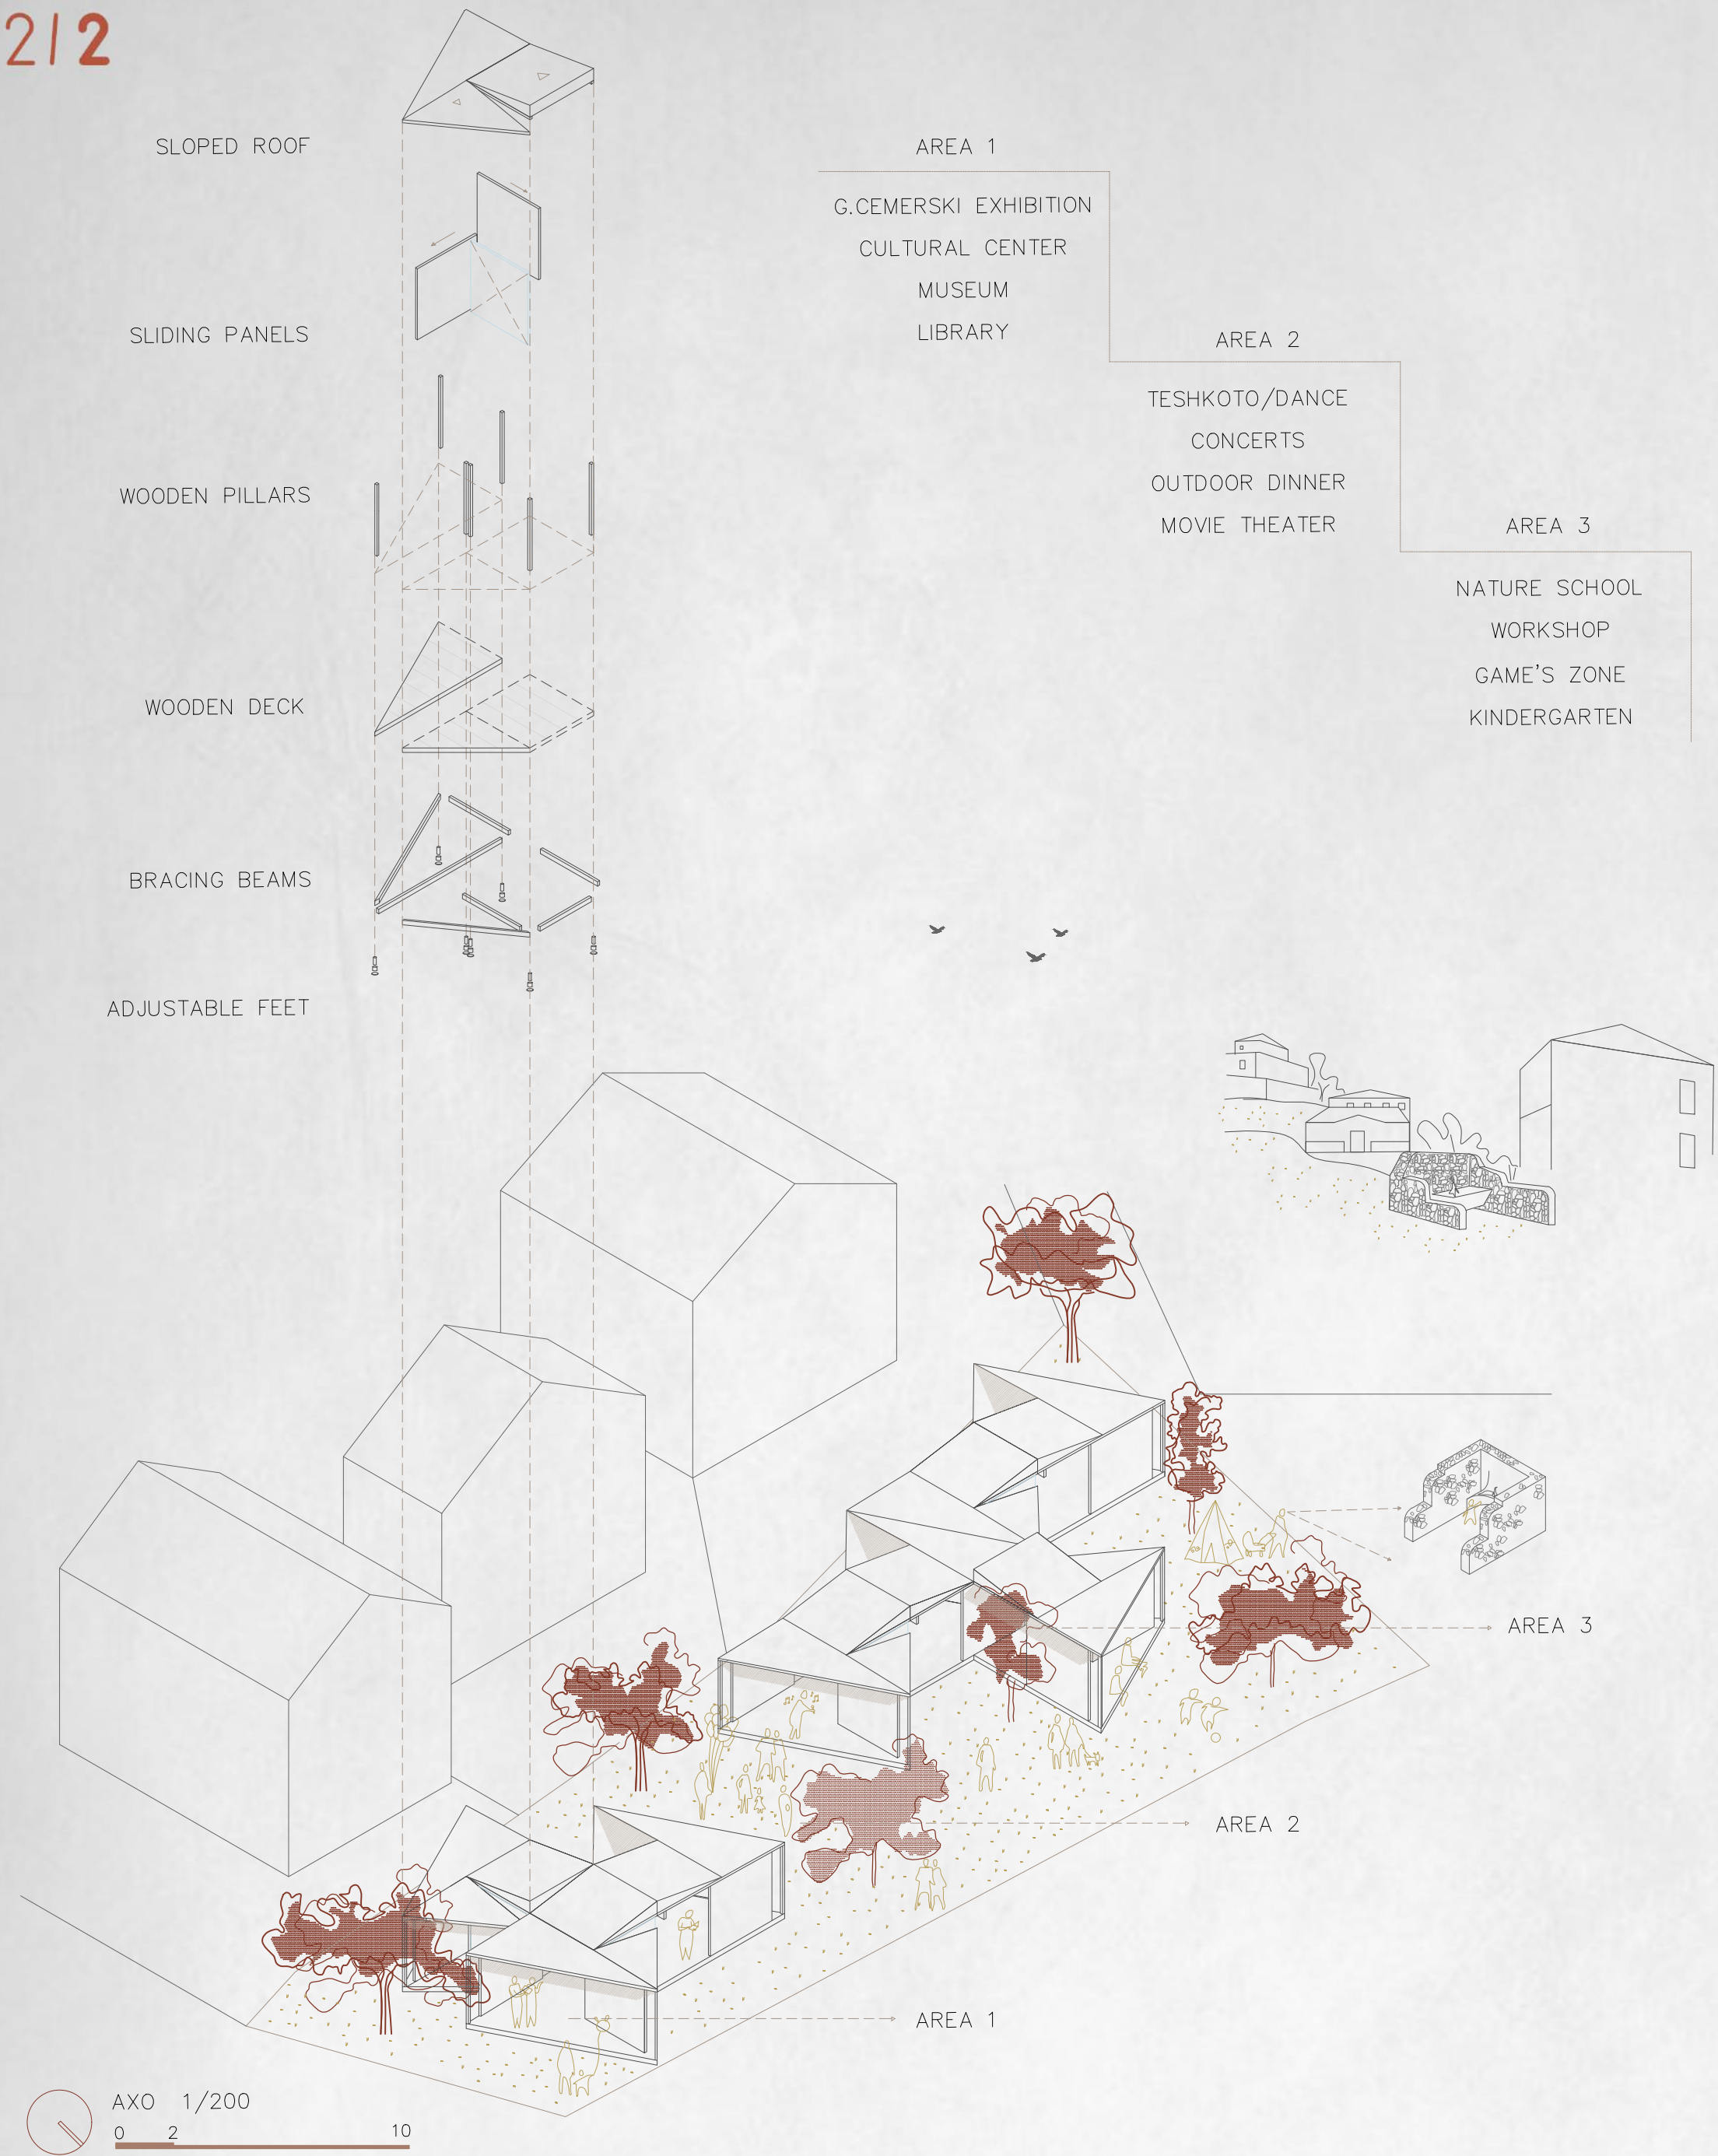 2/2
SLOPED ROOF
SLIDING PANELS
WOODEN PILLARS
WOODEN DECK
BRACING BEAMS
ADJUSTABLE FEET
AREA 1
G.CEMERSKI EXHIBITION
CULTURAL CENTER
MUSEUM
LIBRARY
AREA 2
TESHKOTO/DANCE
CONCERTS
OUTDOOR DINNER
MOVIE THEATER
AREA 3
NATURE SCHOOL
WORKSHOP
GAME'S ZONE
KINDERGARTEN
AREA 3
AREA 2
AREA 1
AXO 1/200
0 2 10